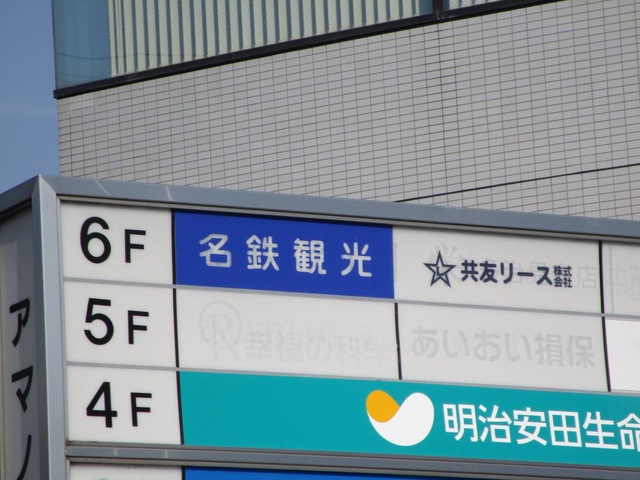 6F
名鉄観光
共友リース株式会社
5F
幸福の科学
あいおい損保
4F
明治安田生命
アマノ